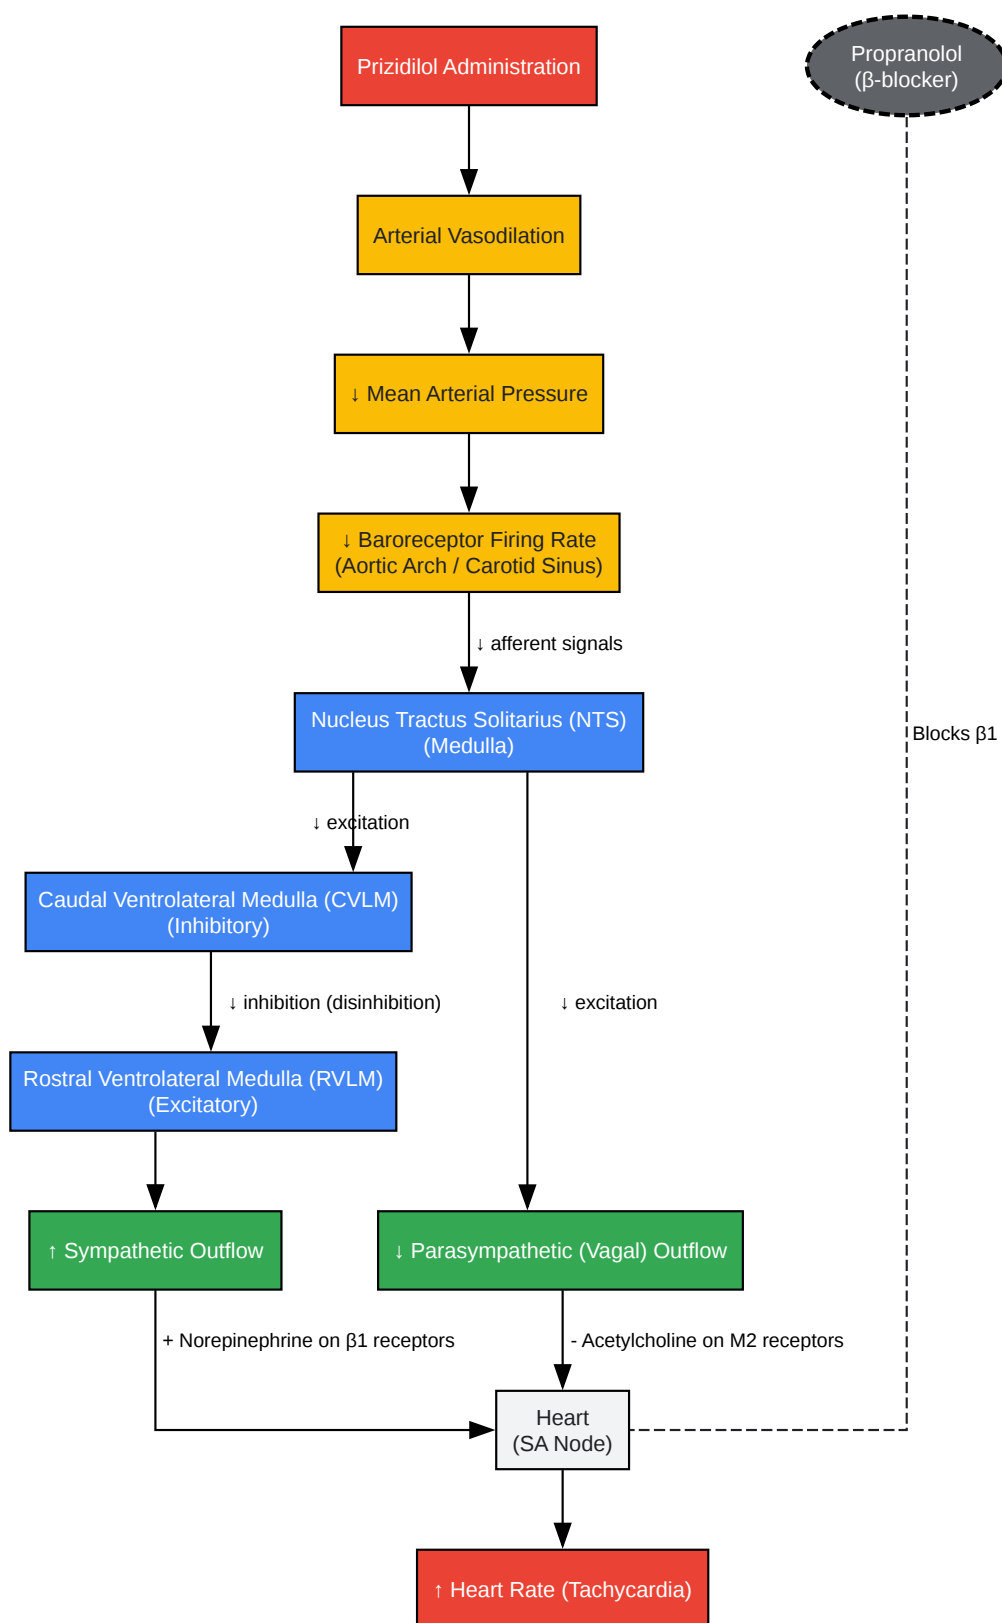 Prizidilol Administration
Propranolol
(β-blocker)
Arterial Vasodilation
↓ Mean Arterial Pressure
↓ Baroreceptor Firing Rate
(Aortic Arch / Carotid Sinus)
↓ afferent signals
Nucleus Tractus Solitarius (NTS)
(Medulla)
Blocks β1
↓ excitation
Caudal Ventrolateral Medulla (CVLM)
(Inhibitory)
↓ inhibition (disinhibition)
↓ excitation
Rostral Ventrolateral Medulla (RVLM)
(Excitatory)
↑ Sympathetic Outflow
↓ Parasympathetic (Vagal) Outflow
+ Norepinephrine on β1 receptors
- Acetylcholine on M2 receptors
Heart
(SA Node)
↑ Heart Rate (Tachycardia)